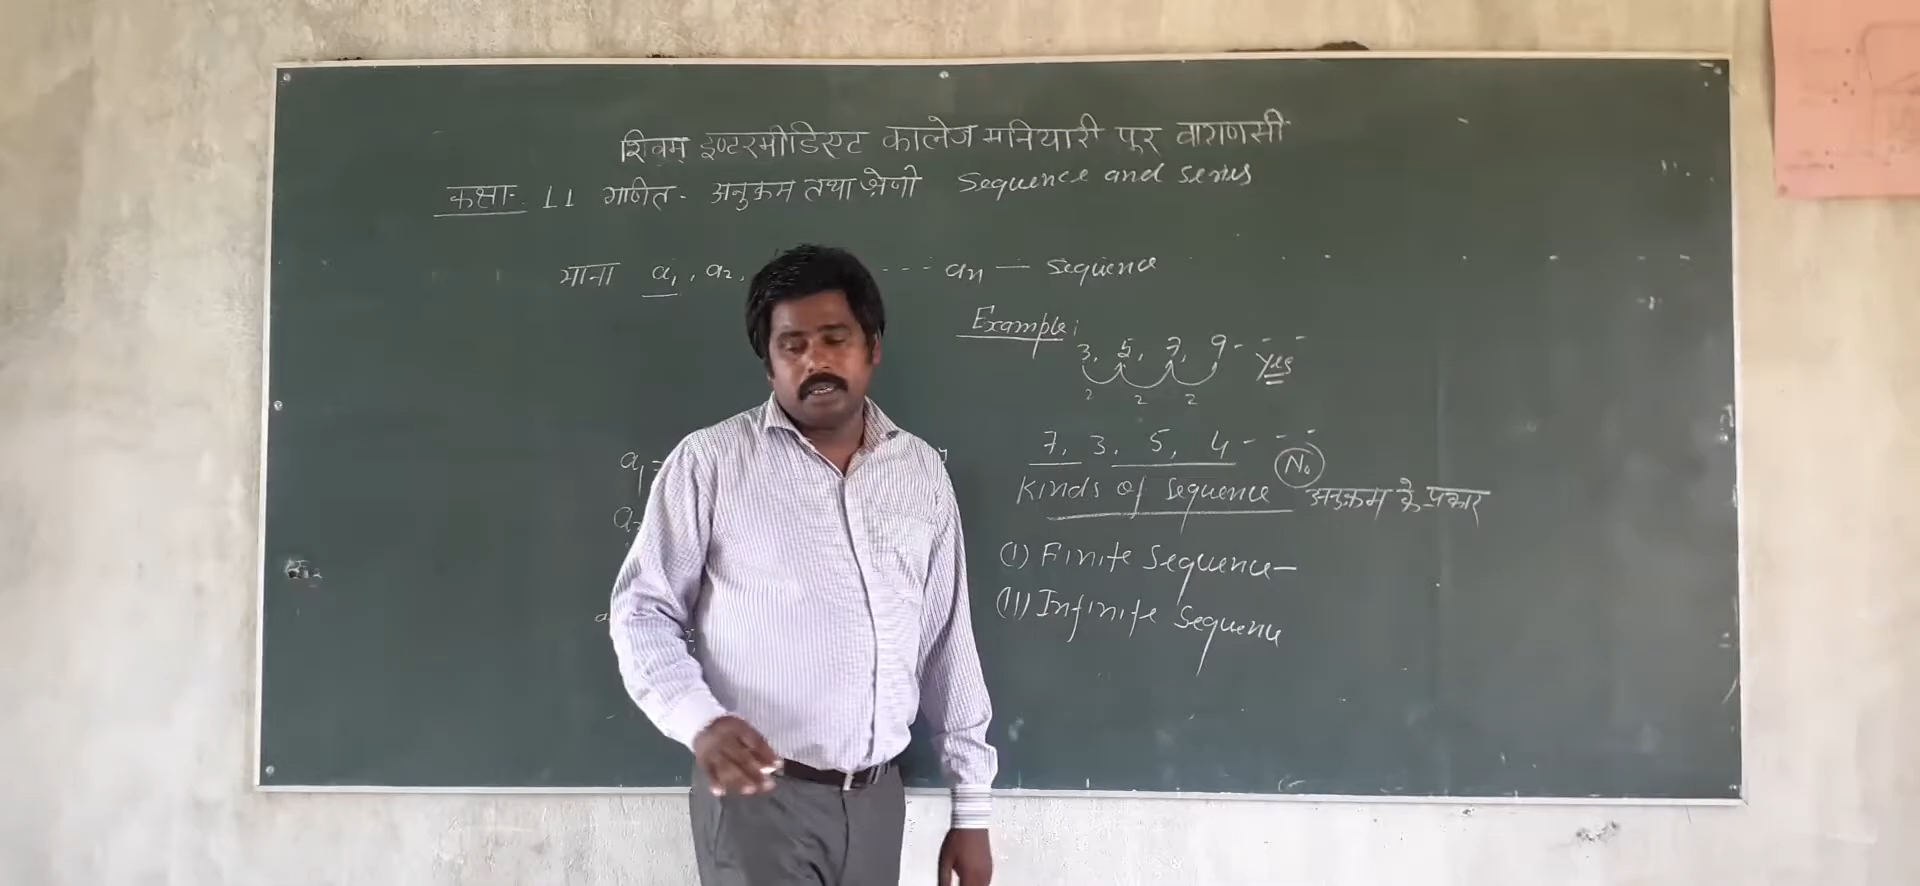 शिवम् इण्टरमीडिएट कालेज मनियारी पुर वाराणसी
कक्षा- 11 गणित- अनुक्रम तथा श्रेणी Sequence and series
माना a₁, a₂, - - - aₙ — Sequence
Example:
3, 5, 7, 9 - - - Yes
2 2 2
7, 3, 5, 4 - - - No
Kinds of Sequence अनुक्रम के प्रकार
(I) Finite Sequence—
(II) Infinite Sequence
a₁ =